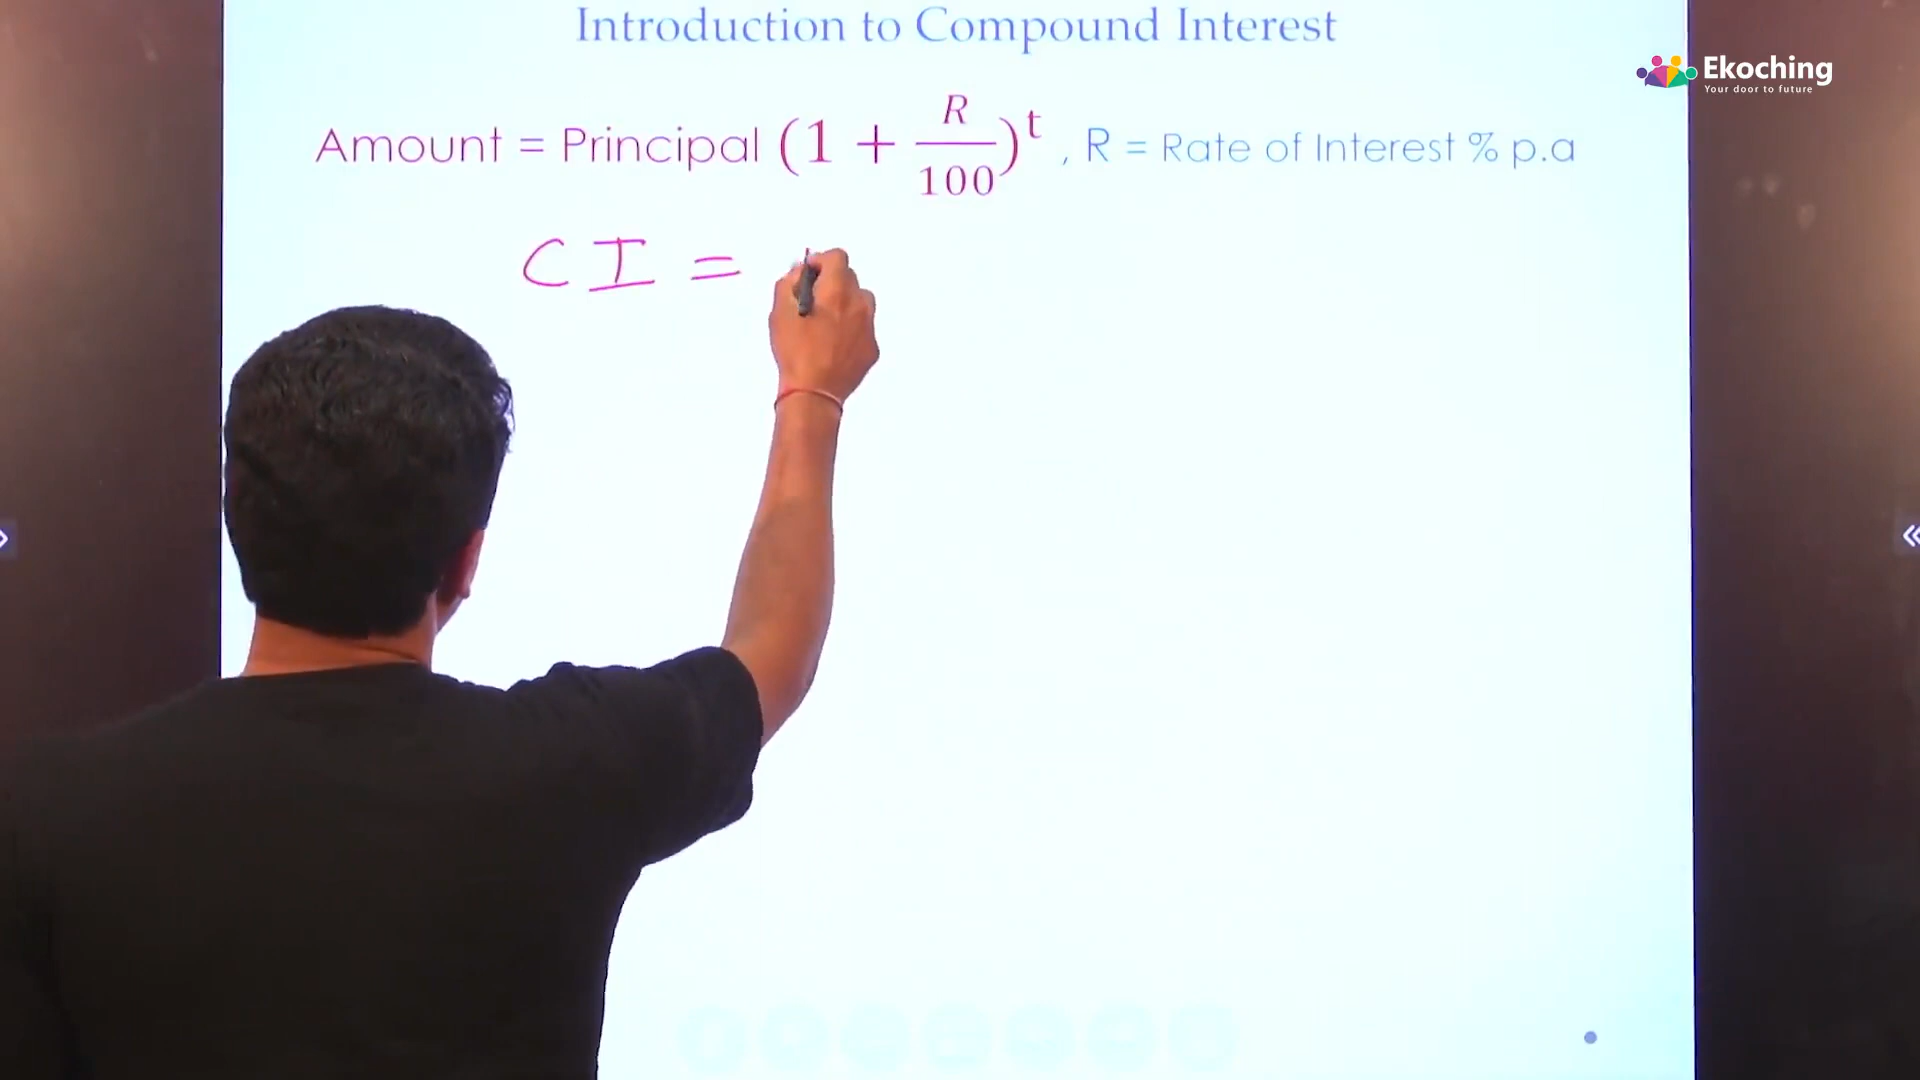 Introduction to Compound Interest
Ekoching
Your door to future
Amount = Principal (1 + R/100)^t , R = Rate of Interest % p.a
CI =